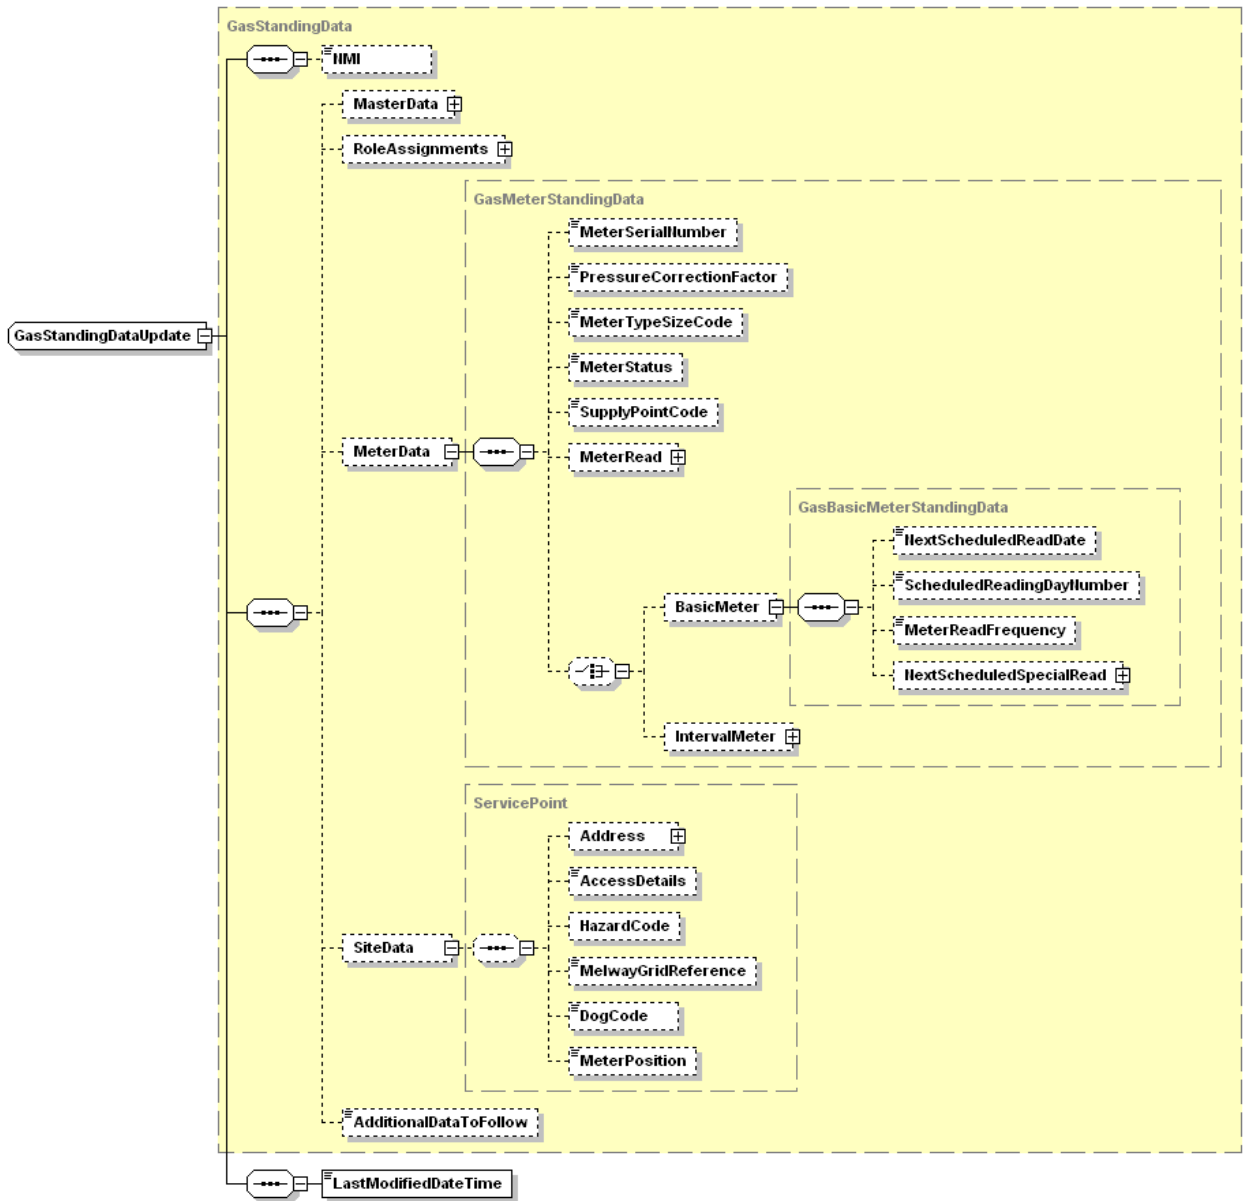 GasStandingData
NMI
MasterData
RoleAssignments
GasMeterStandingData
MeterSerialNumber
PressureCorrectionFactor
MeterTypeSizeCode
GasStandingDataUpdate
MeterStatus
SupplyPointCode
MeterData
MeterRead
GasBasicMeterStandingData
NextScheduledReadDate
ScheduledReadingDayNumber
BasicMeter
MeterReadFrequency
NextScheduledSpecialRead
IntervalMeter
ServicePoint
Address
AccessDetails
HazardCode
SiteData
MelwayGridReference
DogCode
MeterPosition
AdditionalDataToFollow
LastModifiedDateTime